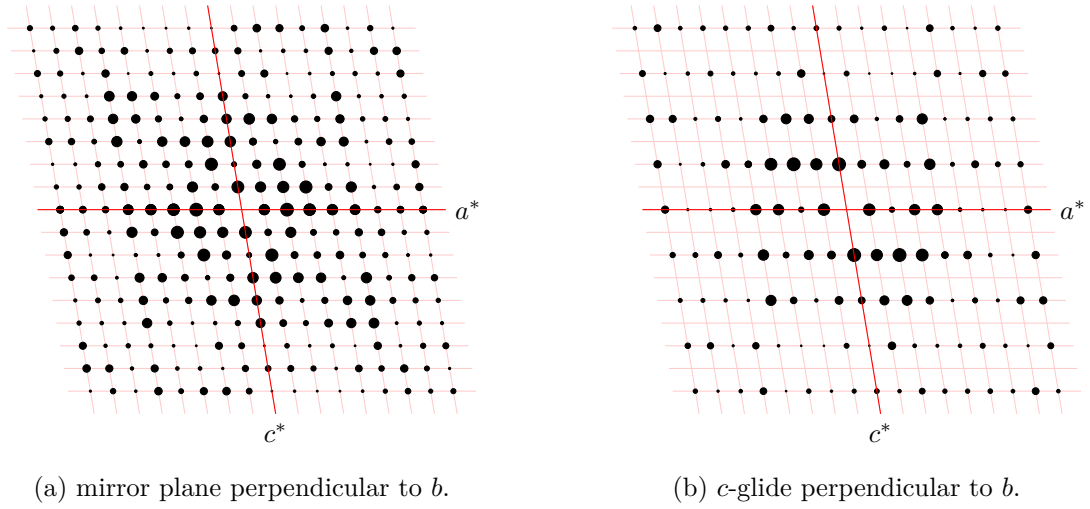 a*
c*
(a) mirror plane perpendicular to b.
a*
c*
(b) c-glide perpendicular to b.